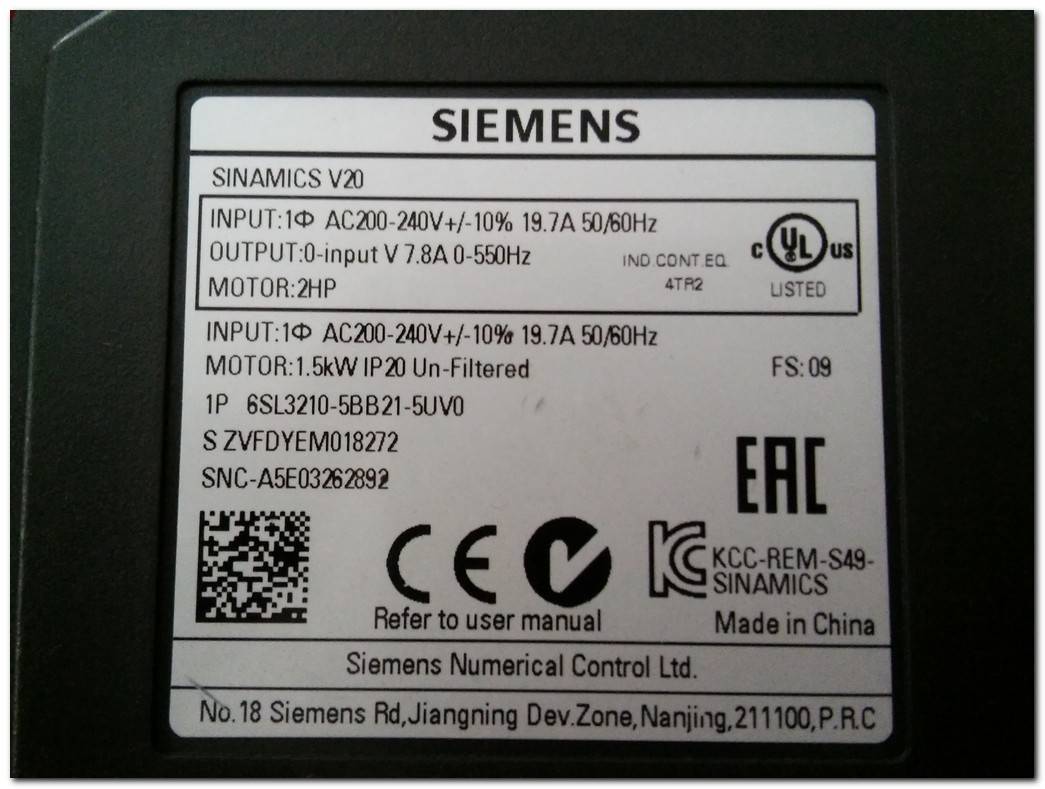 SIEMENS
SINAMICS V20
INPUT:1Φ AC200-240V+/-10% 19.7A 50/60Hz
OUTPUT:0-input V 7.8A 0-550Hz
MOTOR:2HP
IND.CONT.EQ.
4TR2
C UL US
LISTED
INPUT:1Φ AC200-240V+/-10% 19.7A 50/60Hz
MOTOR:1.5kW IP20 Un-Filtered
FS:09
1P 6SL3210-5BB21-5UV0
S ZVFDYEM018272
SNC-A5E03262892
EAC
CE
KC
KCC-REM-S49-
SINAMICS
Refer to user manual
Made in China
Siemens Numerical Control Ltd.
No.18 Siemens Rd,Jiangning Dev.Zone,Nanjing,211100,P.R.C